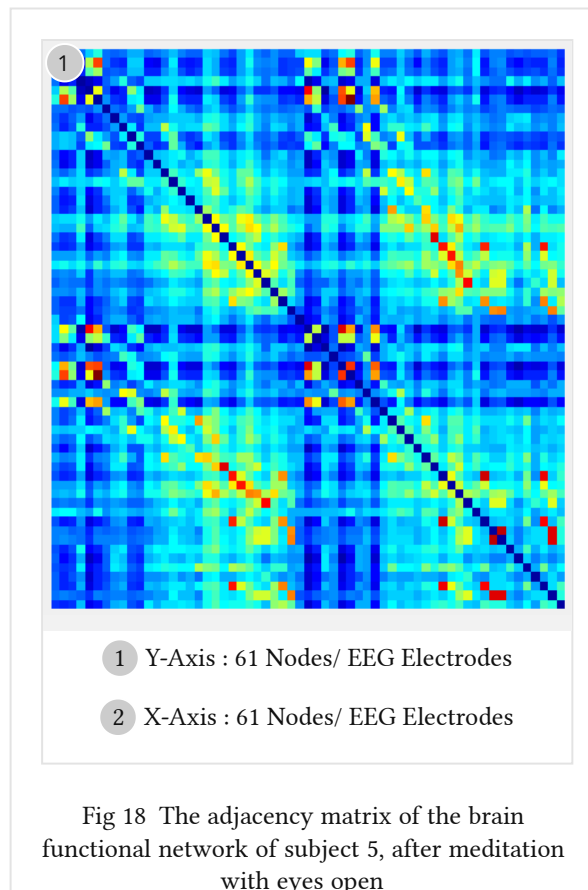 1
1 Y-Axis : 61 Nodes/ EEG Electrodes
2 X-Axis : 61 Nodes/ EEG Electrodes
Fig 18 The adjacency matrix of the brain
functional network of subject 5, after meditation
with eyes open